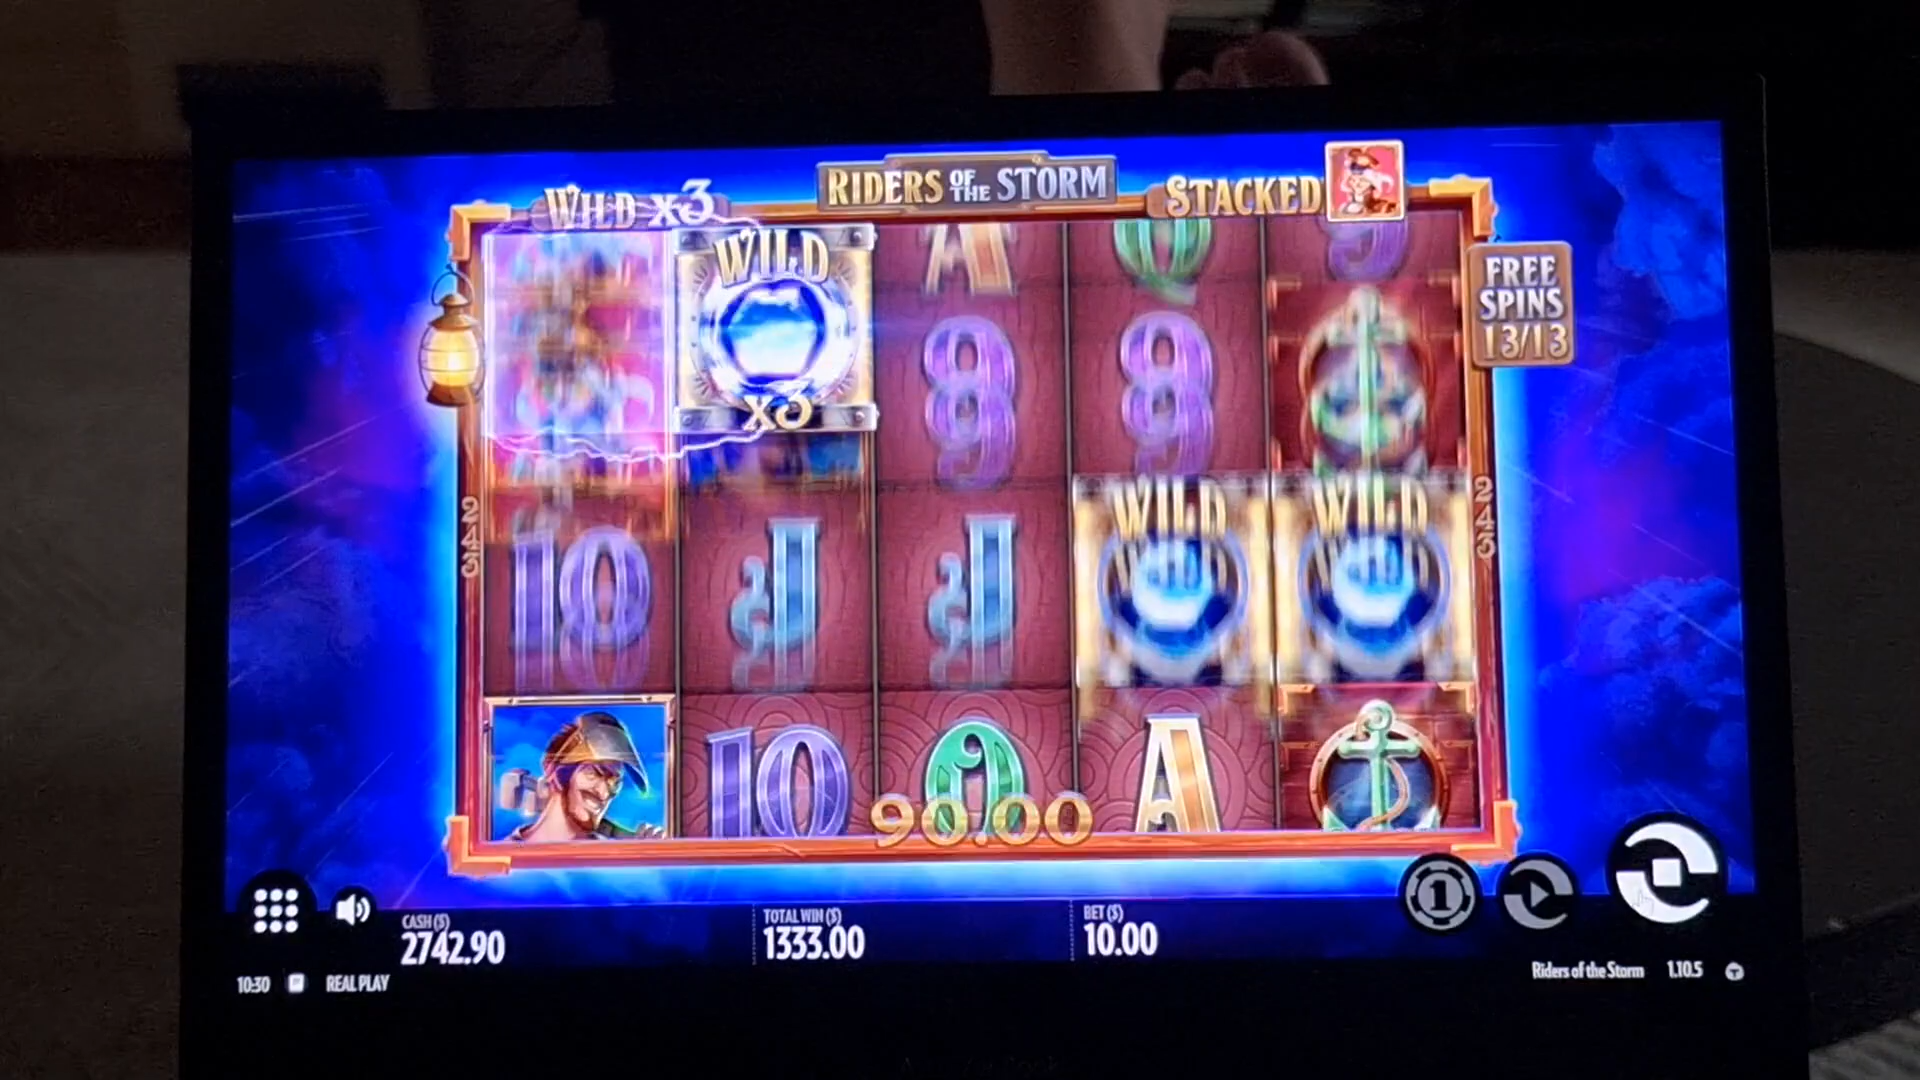 RIDERS OF THE STORM
WILD x3
STACKED
WILD
x3
A
Q
9
FREE
SPINS
13/13
9
9
243
WILD
WILD
243
10
J
J
10
Q
A
90.00
1
CASH ($)
2742.90
TOTAL WIN ($)
1333.00
BET ($)
10.00
10:30
REAL PLAY
Riders of the Storm
1.10.5